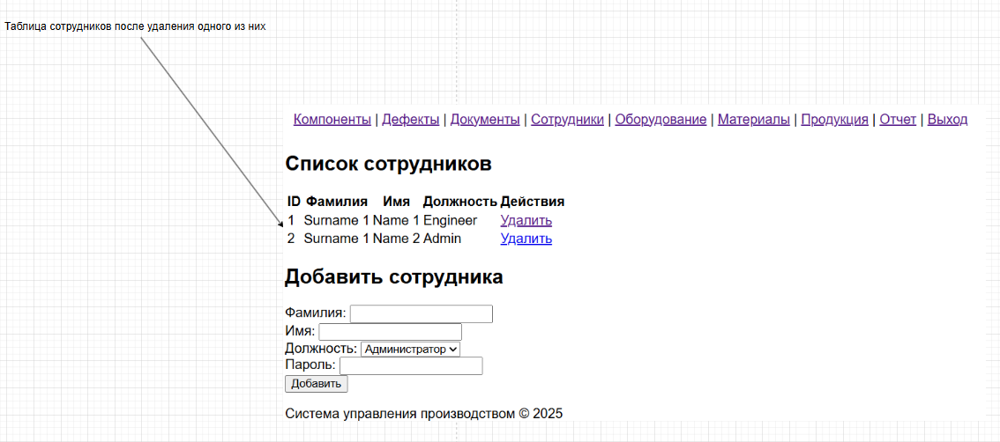 Таблица сотрудников после удаления одного из них
Компоненты | Дефекты | Документы | Сотрудники | Оборудование | Материалы | Продукция | Отчет | Выход
Список сотрудников
ID Фамилия Имя Должность Действия
1 Surname 1 Name 1 Engineer Удалить
2 Surname 1 Name 2 Admin Удалить
Добавить сотрудника
Фамилия:
Имя:
Должность: Администратор
Пароль:
Добавить
Система управления производством © 2025